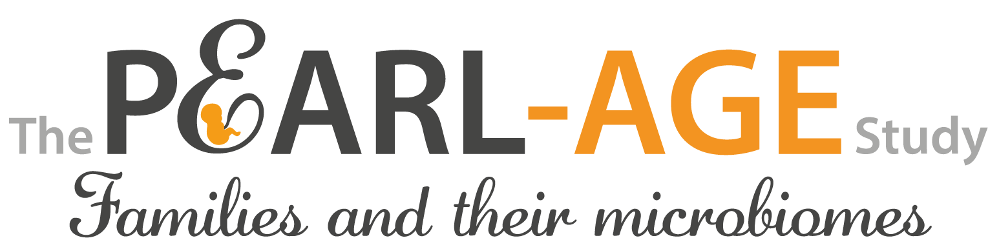 The PEARL-AGE Study
Families and their microbiomes